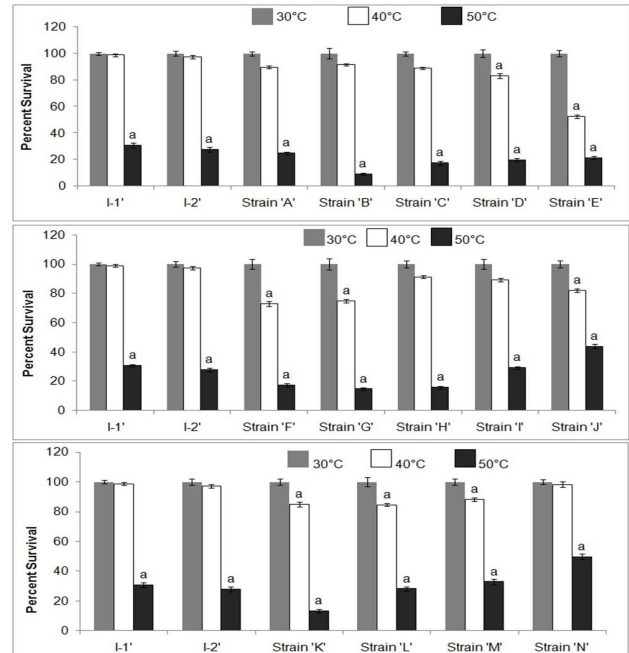 30°C 40°C 50°C
Percent Survival
120
100
80
60
40
20
0
a a a a a a a a a
I-1' I-2' Strain 'A' Strain 'B' Strain 'C' Strain 'D' Strain 'E'
30°C 40°C 50°C
Percent Survival
120
100
80
60
40
20
0
a a a a a a a a a a
I-1' I-2' Strain 'F' Strain 'G' Strain 'H' Strain 'I' Strain 'J'
30°C 40°C 50°C
Percent Survival
120
100
80
60
40
20
0
a a a a a a a a a
I-1' I-2' Strain 'K' Strain 'L' Strain 'M' Strain 'N'